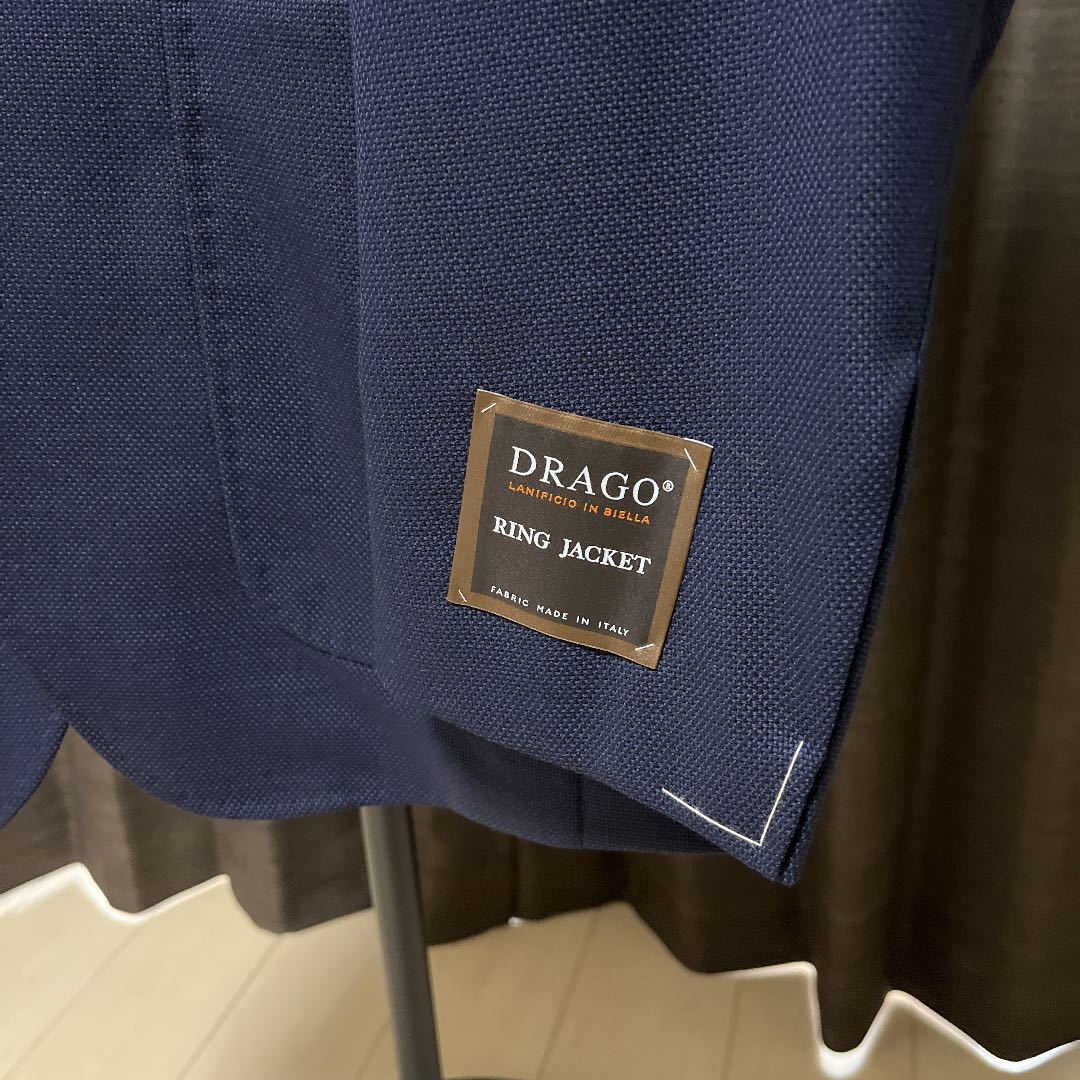 DRAGO®
LANIFICIO IN BIELLA
RING JACKET
FABRIC MADE IN ITALY